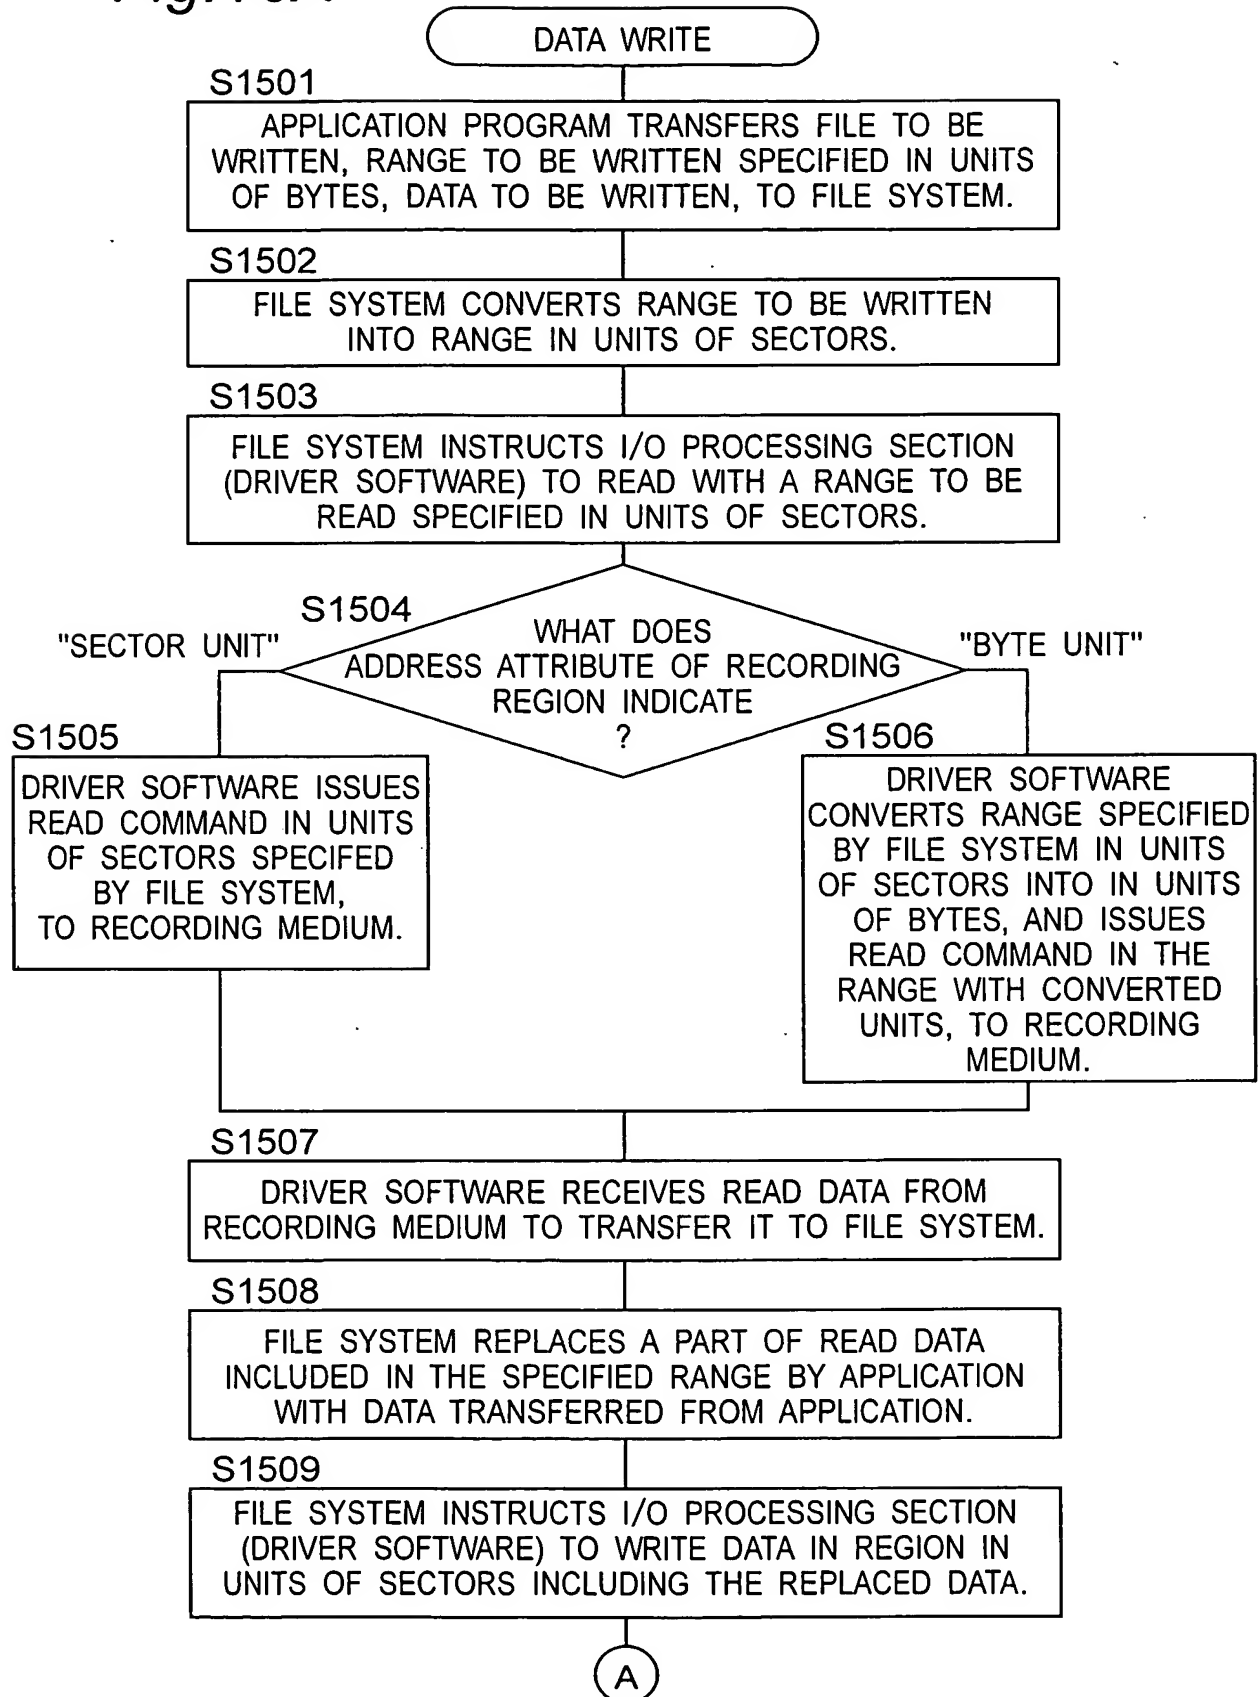 DATA WRITE
S1501
APPLICATION PROGRAM TRANSFERS FILE TO BE
WRITTEN, RANGE TO BE WRITTEN SPECIFIED IN UNITS
OF BYTES, DATA TO BE WRITTEN, TO FILE SYSTEM.
S1502
FILE SYSTEM CONVERTS RANGE TO BE WRITTEN
INTO RANGE IN UNITS OF SECTORS.
S1503
FILE SYSTEM INSTRUCTS I/O PROCESSING SECTION
(DRIVER SOFTWARE) TO READ WITH A RANGE TO BE
READ SPECIFIED IN UNITS OF SECTORS.
S1504
WHAT DOES
ADDRESS ATTRIBUTE OF RECORDING
REGION INDICATE
?
"SECTOR UNIT"
"BYTE UNIT"
S1505
DRIVER SOFTWARE ISSUES
READ COMMAND IN UNITS
OF SECTORS SPECIFED
BY FILE SYSTEM,
TO RECORDING MEDIUM.
S1506
DRIVER SOFTWARE
CONVERTS RANGE SPECIFIED
BY FILE SYSTEM IN UNITS
OF SECTORS INTO IN UNITS
OF BYTES, AND ISSUES
READ COMMAND IN THE
RANGE WITH CONVERTED
UNITS, TO RECORDING
MEDIUM.
S1507
DRIVER SOFTWARE RECEIVES READ DATA FROM
RECORDING MEDIUM TO TRANSFER IT TO FILE SYSTEM.
S1508
FILE SYSTEM REPLACES A PART OF READ DATA
INCLUDED IN THE SPECIFIED RANGE BY APPLICATION
WITH DATA TRANSFERRED FROM APPLICATION.
S1509
FILE SYSTEM INSTRUCTS I/O PROCESSING SECTION
(DRIVER SOFTWARE) TO WRITE DATA IN REGION IN
UNITS OF SECTORS INCLUDING THE REPLACED DATA.
A